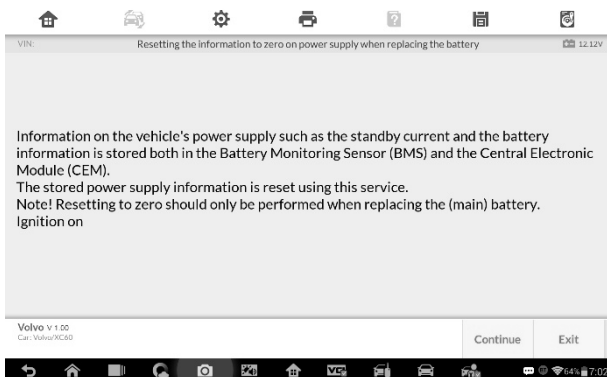 VIN:
Resetting the information to zero on power supply when replacing the battery
12.12V
Information on the vehicle's power supply such as the standby current and the battery
information is stored both in the Battery Monitoring Sensor (BMS) and the Central Electronic
Module (CEM).
The stored power supply information is reset using this service.
Note! Resetting to zero should only be performed when replacing the (main) battery.
Ignition on
Volvo V 1.00
Car: Volvo/XC60
Continue
Exit
64% 7:02